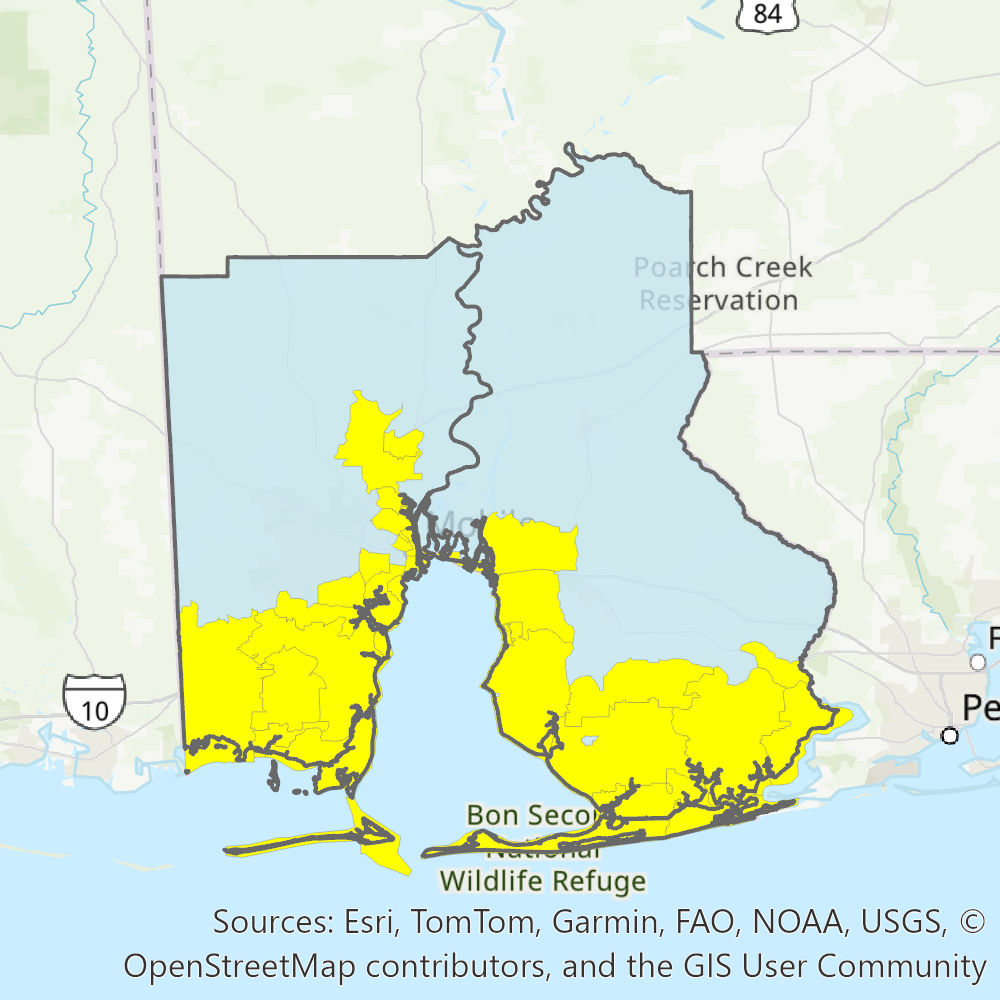 84
Poarch Creek
Reservation
Mobile
10
F
Pe
Bon Secou
National
Wildlife Refuge
Sources: Esri, TomTom, Garmin, FAO, NOAA, USGS, ©
OpenStreetMap contributors, and the GIS User Community